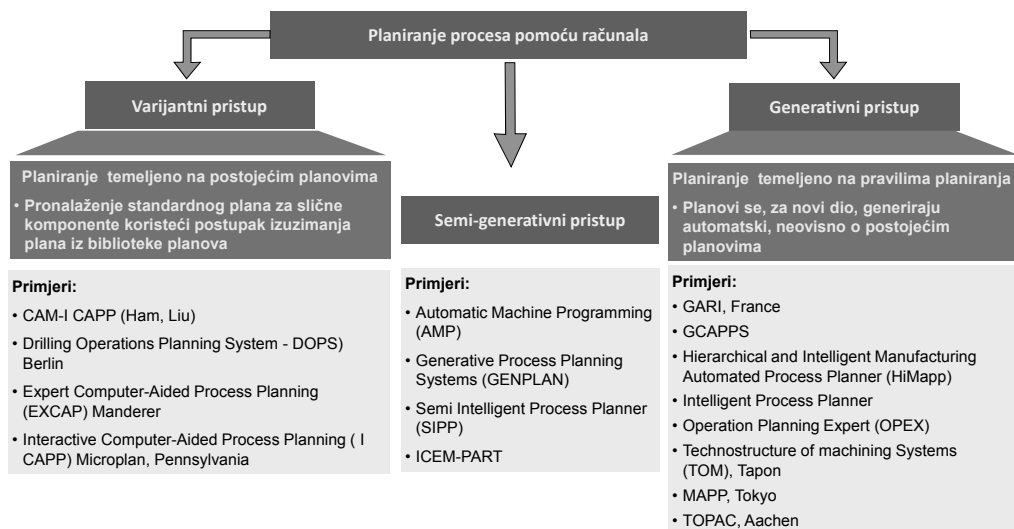 Planiranje procesa pomoću računala
Varijantni pristup
Planiranje temeljeno na postojećim planovima
• Pronalaženje standardnog plana za slične
komponente koristeći postupak izuzimanja
plana iz biblioteke planova
Primjeri:
• CAM-I CAPP (Ham, Liu)
• Drilling Operations Planning System - DOPS)
Berlin
• Expert Computer-Aided Process Planning
(EXCAP) Manderer
• Interactive Computer-Aided Process Planning ( I
CAPP) Microplan, Pennsylvania
Semi-generativni pristup
Primjeri:
• Automatic Machine Programming
(AMP)
• Generative Process Planning
Systems (GENPLAN)
• Semi Intelligent Process Planner
(SIPP)
• ICEM-PART
Generativni pristup
Planiranje temeljeno na pravilima planiranja
• Planovi se, za novi dio, generiraju
automatski, neovisno o postojećim
planovima
Primjeri:
• GARI, France
• GCAPPS
• Hierarchical and Intelligent Manufacturing
Automated Process Planner (HiMapp)
• Intelligent Process Planner
• Operation Planning Expert (OPEX)
• Technostructure of machining Systems
(TOM), Tapon
• MAPP, Tokyo
• TOPAC, Aachen